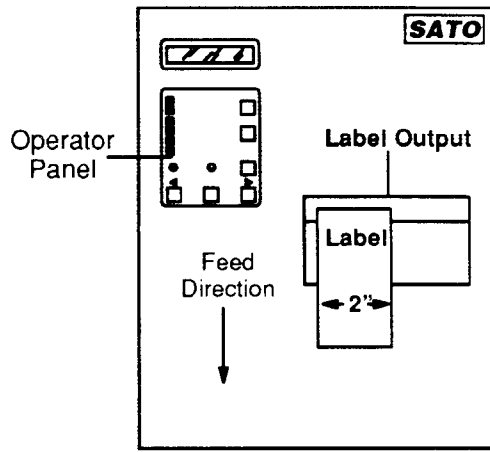 SATO
Operator
Panel
Label Output
Label
2"
Feed
Direction